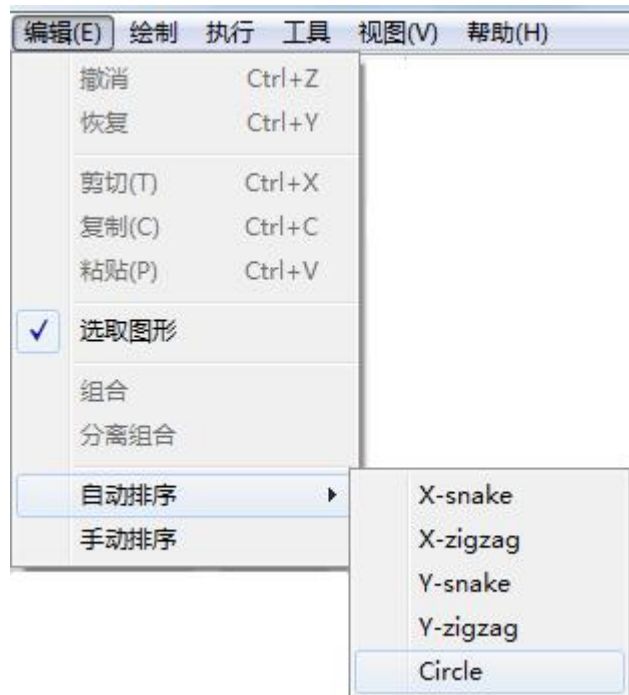 编辑(E) 绘制 执行 工具 视图(V) 帮助(H)
撤消 Ctrl+Z
恢复 Ctrl+Y
剪切(T) Ctrl+X
复制(C) Ctrl+C
粘贴(P) Ctrl+V
选取图形
组合
分离组合
自动排序
手动排序
X-snake
X-zigzag
Y-snake
Y-zigzag
Circle